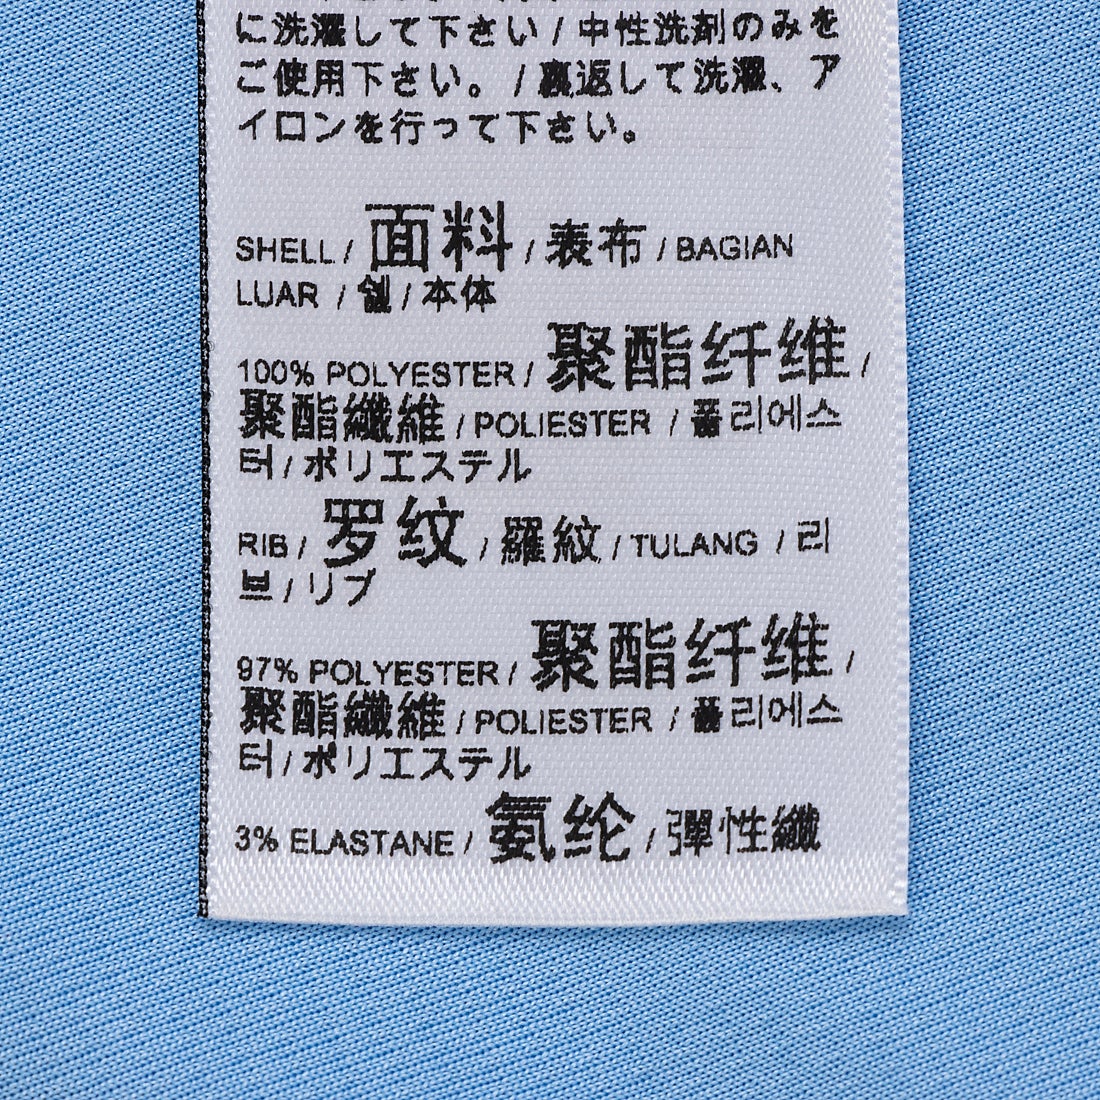 に洗濯して下さい / 中性洗剤のみを
ご使用下さい。/ 裏返して洗濯、ア
イロンを行って下さい。
SHELL / 面料 / 表布 / BAGIAN
LUAR / 쉘 / 本体
100% POLYESTER / 聚酯纤维 /
聚酯纖維 / POLIESTER / 폴리에스
터 / ポリエステル
RIB / 罗纹 / 羅紋 / TULANG / 리
브 / リブ
97% POLYESTER / 聚酯纤维 /
聚酯纖維 / POLIESTER / 폴리에스
터 / ポリエステル
3% ELASTANE / 氨纶 / 彈性纖